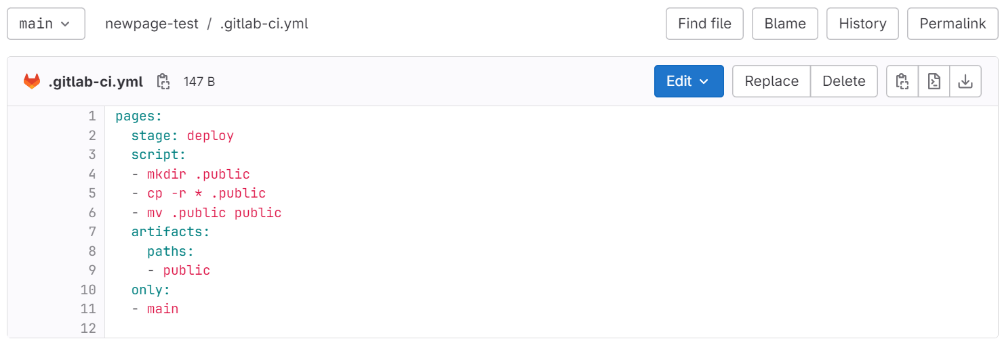 main newpage-test / .gitlab-ci.yml Find file Blame History Permalink
.gitlab-ci.yml 147 B Edit Replace Delete
1 pages:
2   stage: deploy
3   script:
4   - mkdir .public
5   - cp -r * .public
6   - mv .public public
7   artifacts:
8     paths:
9     - public
10   only:
11   - main
12